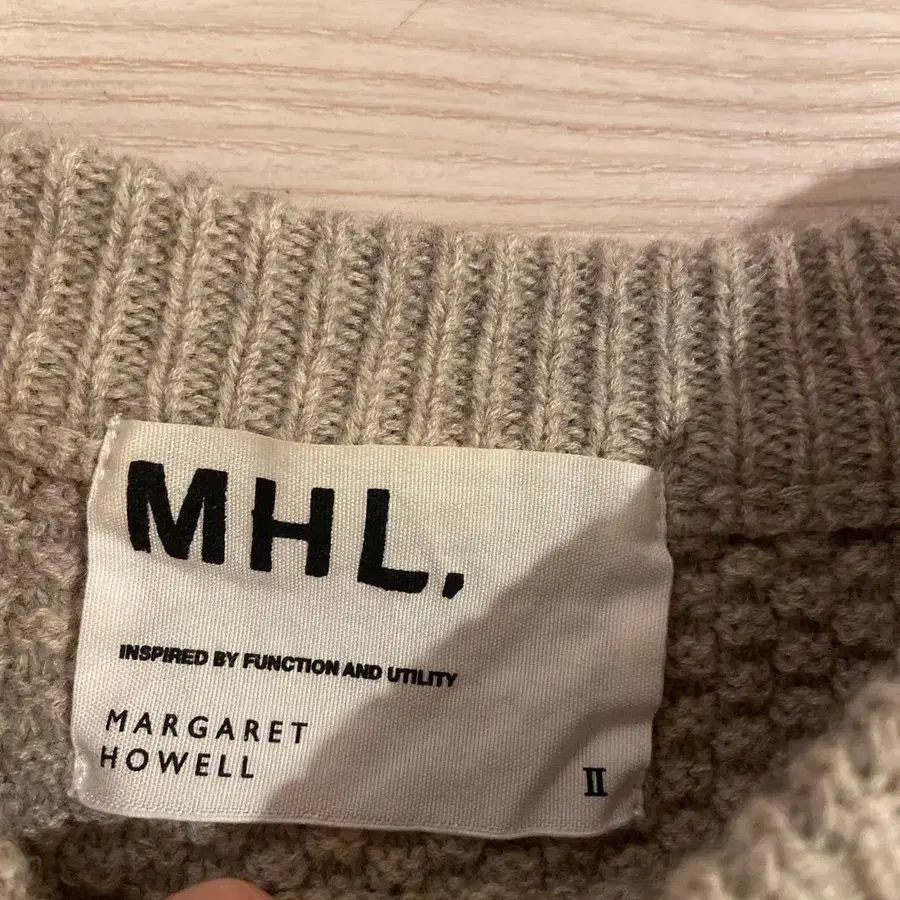 MHL.
INSPIRED BY FUNCTION AND UTILITY
MARGARET
HOWELL
II